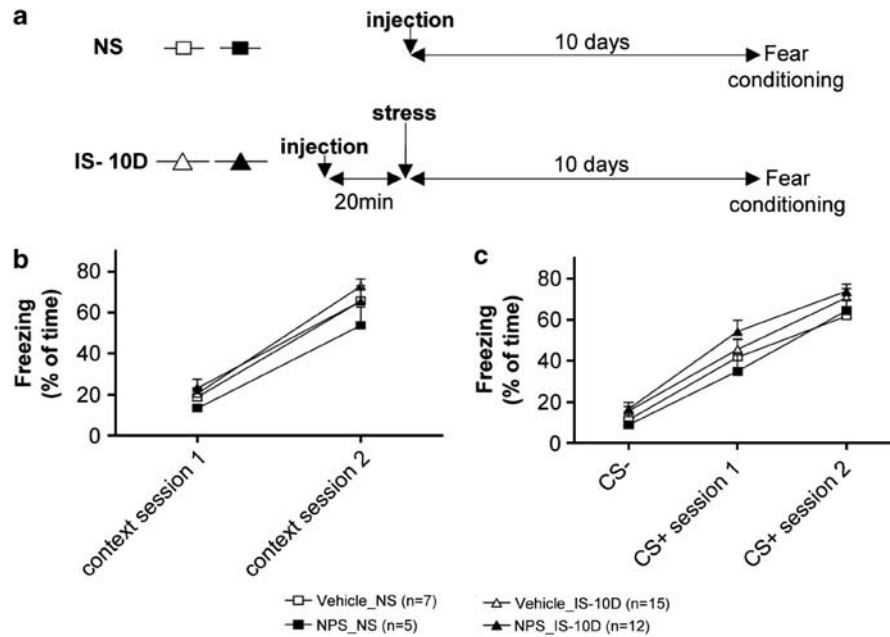 a
NS
injection
10 days
Fear
conditioning
IS- 10D
injection
stress
20min
10 days
Fear
conditioning
b
Freezing
(% of time)
80
60
40
20
0
context session 1
context session 2
c
Freezing
(% of time)
80
60
40
20
0
CS-
CS+ session 1
CS+ session 2
Vehicle_NS (n=7)
NPS_NS (n=5)
Vehicle_IS-10D (n=15)
NPS_IS-10D (n=12)